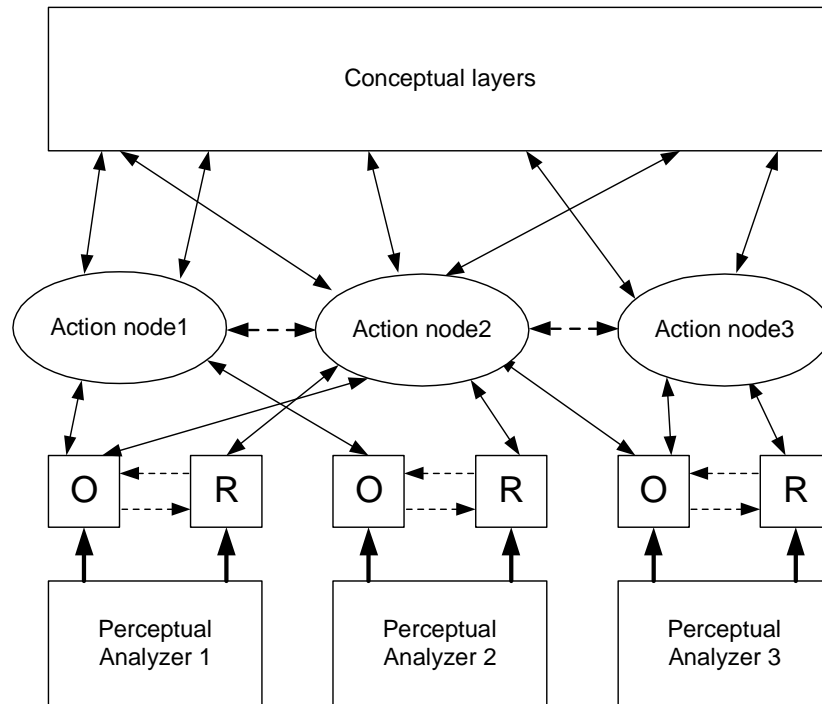 Conceptual layers
Action node1
Action node2
Action node3
O
R
O
R
O
R
Perceptual
Analyzer 1
Perceptual
Analyzer 2
Perceptual
Analyzer 3